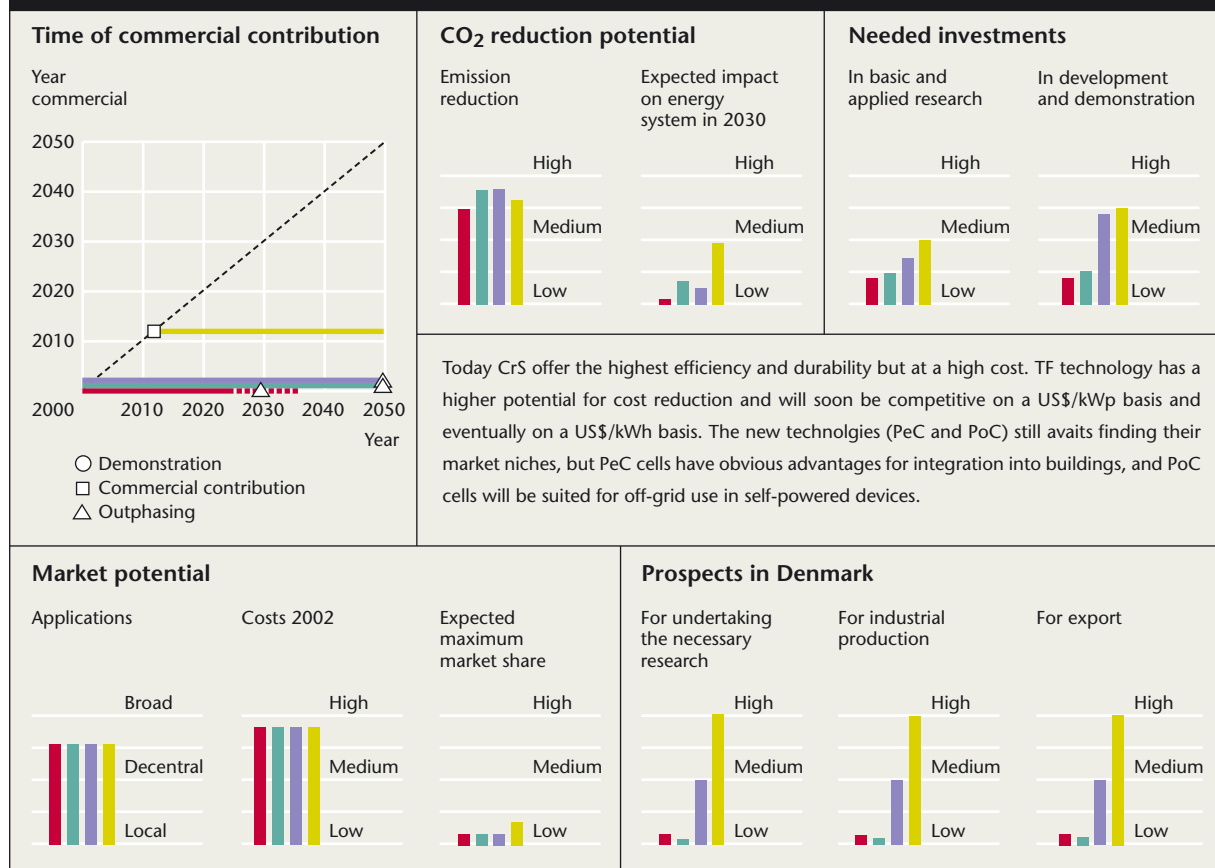 Time of commercial contribution
Year
commercial
2050
2040
2030
2020
2010
2000 2010 2020 2030 2040 2050
Year
Demonstration
Commercial contribution
Outphasing
CO2 reduction potential
Emission
reduction
High
Medium
Low
Expected impact
on energy
system in 2030
High
Medium
Low
Needed investments
In basic and
applied research
High
Medium
Low
In development
and demonstration
High
Medium
Low
Today CrS offer the highest efficiency and durability but at a high cost. TF technology has a
higher potential for cost reduction and will soon be competitive on a US$/kWp basis and
eventually on a US$/kWh basis. The new technolgies (PeC and PoC) still avaits finding their
market niches, but PeC cells have obvious advantages for integration into buildings, and PoC
cells will be suited for off-grid use in self-powered devices.
Market potential
Applications
Broad
Decentral
Local
Costs 2002
High
Medium
Low
Expected
maximum
market share
High
Medium
Low
Prospects in Denmark
For undertaking
the necessary
research
High
Medium
Low
For industrial
production
High
Medium
Low
For export
High
Medium
Low